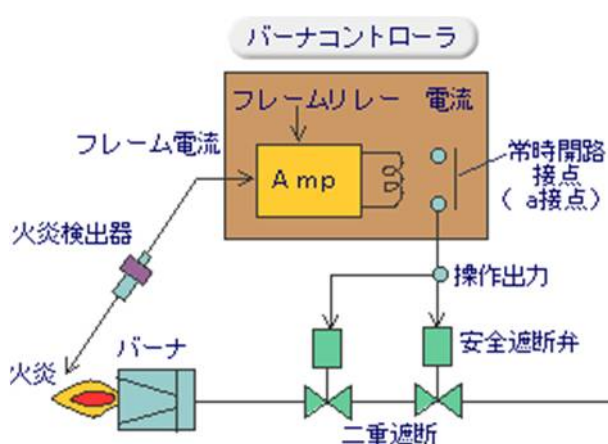 バーナコントローラ
フレームリレー 電流
フレーム電流
Amp
常時開路
接点
( a接点)
火炎検出器
操作出力
バーナ
安全遮断弁
火炎
二重遮断